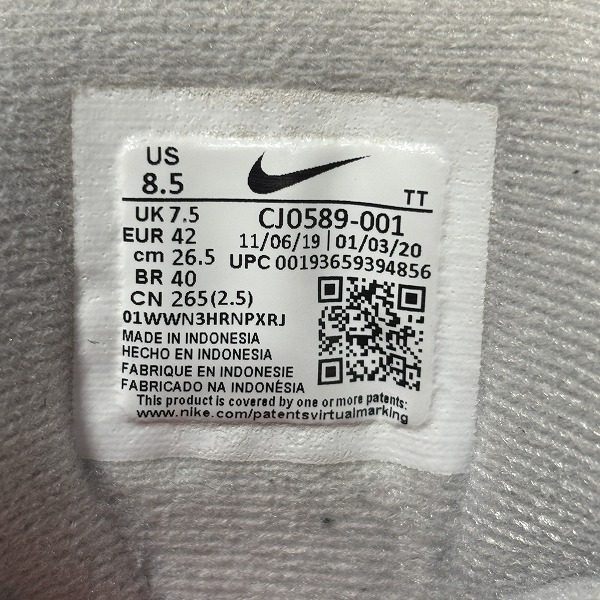 US
8.5
TT
UK 7.5
EUR 42
cm 26.5
BR 40
CN 265(2.5)
CJ0589-001
11/06/19 | 01/03/20
UPC 00193659394856
01WWN3HRNPXRJ
MADE IN INDONESIA
HECHO EN INDONESIA
FABRIQUE EN INDONESIE
FABRICADO NA INDONÉSIA
This product is covered by one or more patents:
www.nike.com/patentsvirtualmarking